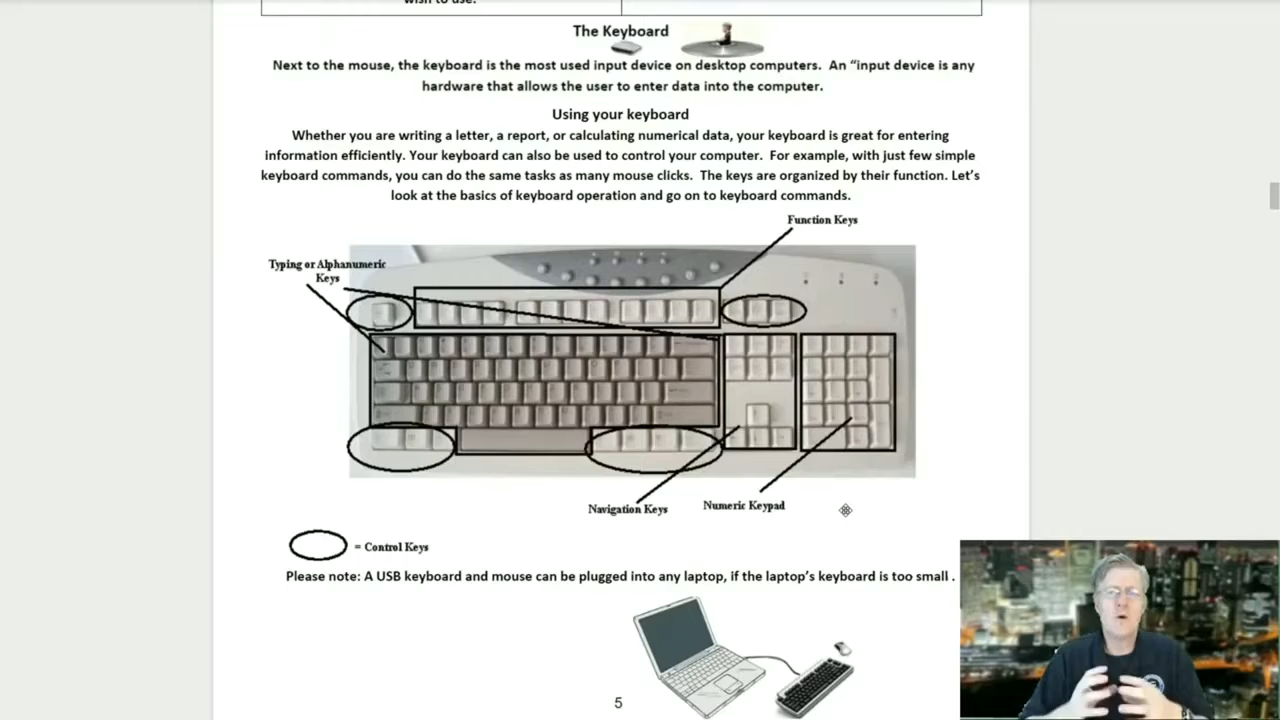 wish to use.
The Keyboard
Next to the mouse, the keyboard is the most used input device on desktop computers.  An “input device is any
hardware that allows the user to enter data into the computer.
Using your keyboard
Whether you are writing a letter, a report, or calculating numerical data, your keyboard is great for entering
information efficiently. Your keyboard can also be used to control your computer.  For example, with just few simple
keyboard commands, you can do the same tasks as many mouse clicks.  The keys are organized by their function. Let’s
look at the basics of keyboard operation and go on to keyboard commands.
Function Keys
Typing or Alphanumeric
Keys
Navigation Keys
Numeric Keypad
= Control Keys
Please note: A USB keyboard and mouse can be plugged into any laptop, if the laptop’s keyboard is too small .
5